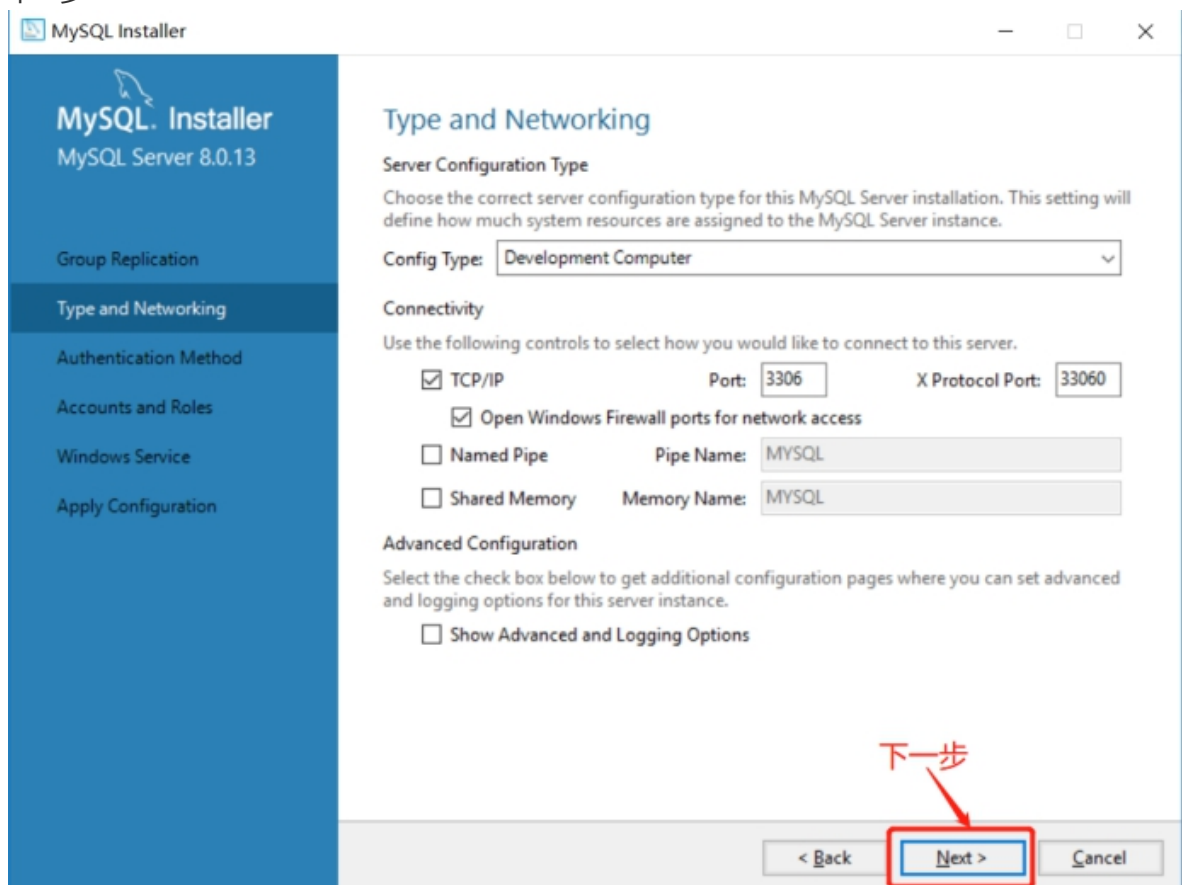 MySQL Installer
MySQL. Installer
MySQL Server 8.0.13
Group Replication
Type and Networking
Authentication Method
Accounts and Roles
Windows Service
Apply Configuration
Type and Networking
Server Configuration Type
Choose the correct server configuration type for this MySQL Server installation. This setting will
define how much system resources are assigned to the MySQL Server instance.
Config Type: Development Computer
Connectivity
Use the following controls to select how you would like to connect to this server.
TCP/IP Port: 3306 X Protocol Port: 33060
Open Windows Firewall ports for network access
Named Pipe Pipe Name: MYSQL
Shared Memory Memory Name: MYSQL
Advanced Configuration
Select the check box below to get additional configuration pages where you can set advanced
and logging options for this server instance.
Show Advanced and Logging Options
下一步
< Back Next > Cancel